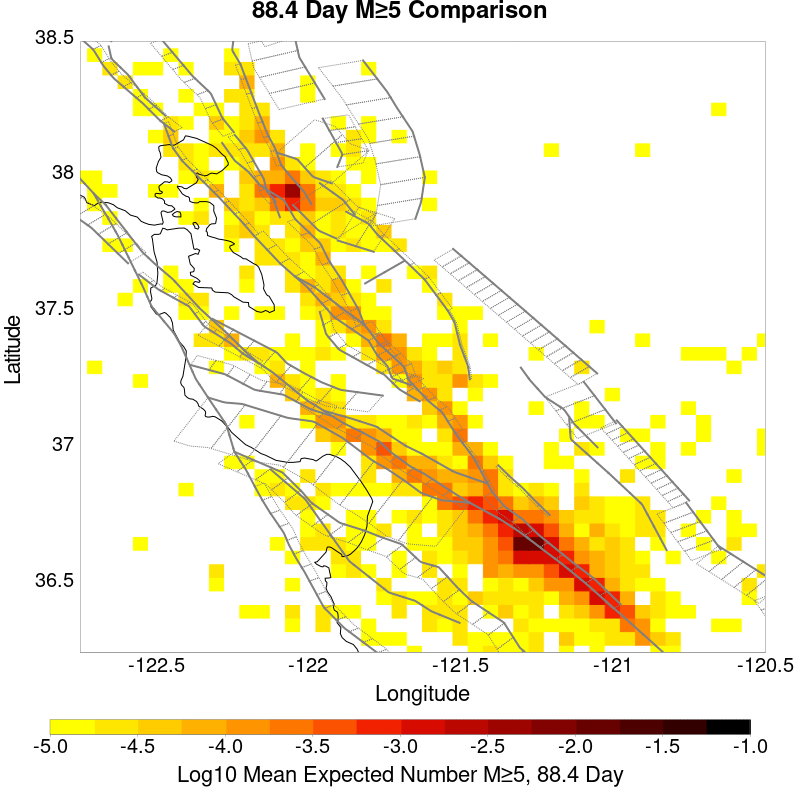 88.4 Day M≥5 Comparison
38.5
38
37.5
37
36.5
Latitude
-122.5 -122 -121.5 -121 -120.5
Longitude
-5.0 -4.5 -4.0 -3.5 -3.0 -2.5 -2.0 -1.5 -1.0
Log10 Mean Expected Number M≥5, 88.4 Day